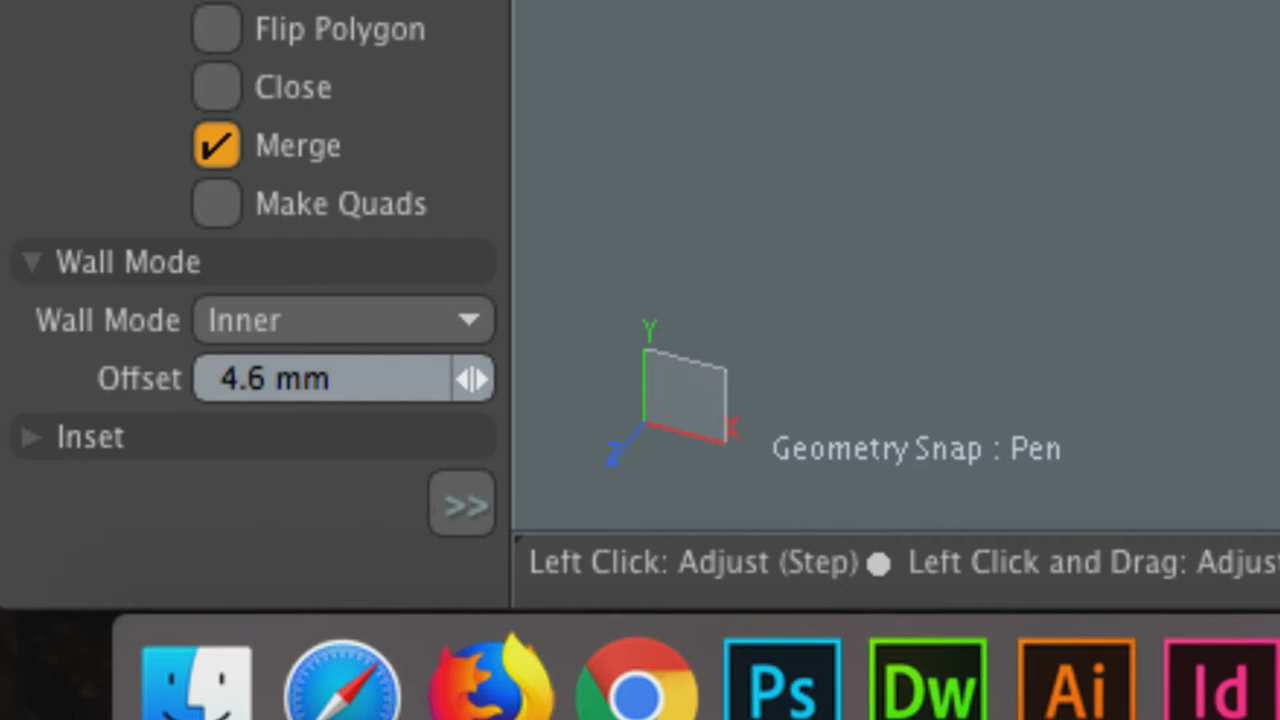 Flip Polygon
Close
Merge
Make Quads
Wall Mode
Wall Mode Inner
Offset 4.6 mm
Inset
>>
Y
X
Z
Geometry Snap : Pen
Left Click: Adjust (Step) ● Left Click and Drag: Adjust
Ps Dw Ai Id